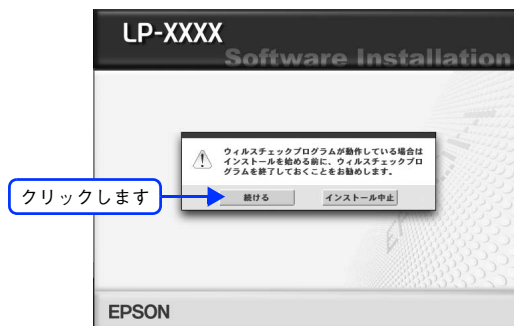 LP-XXXX
Software Installation
ウィルスチェックプログラムが動作している場合は
インストールを始める前に、ウィルスチェックプロ
グラムを終了しておくことをお勧めします。
クリックします
続ける
インストール中止
EPSON